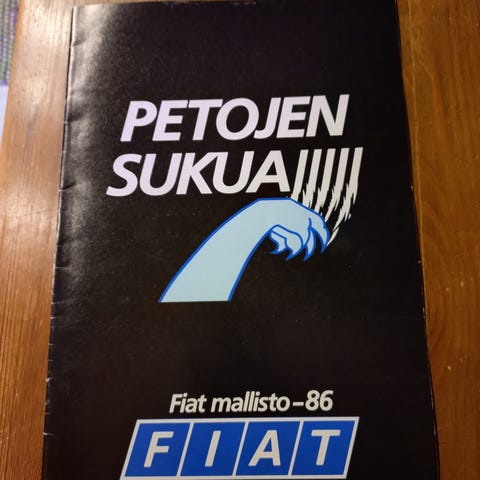 PETOJEN
SUKUA
Fiat mallisto-86
FIAT